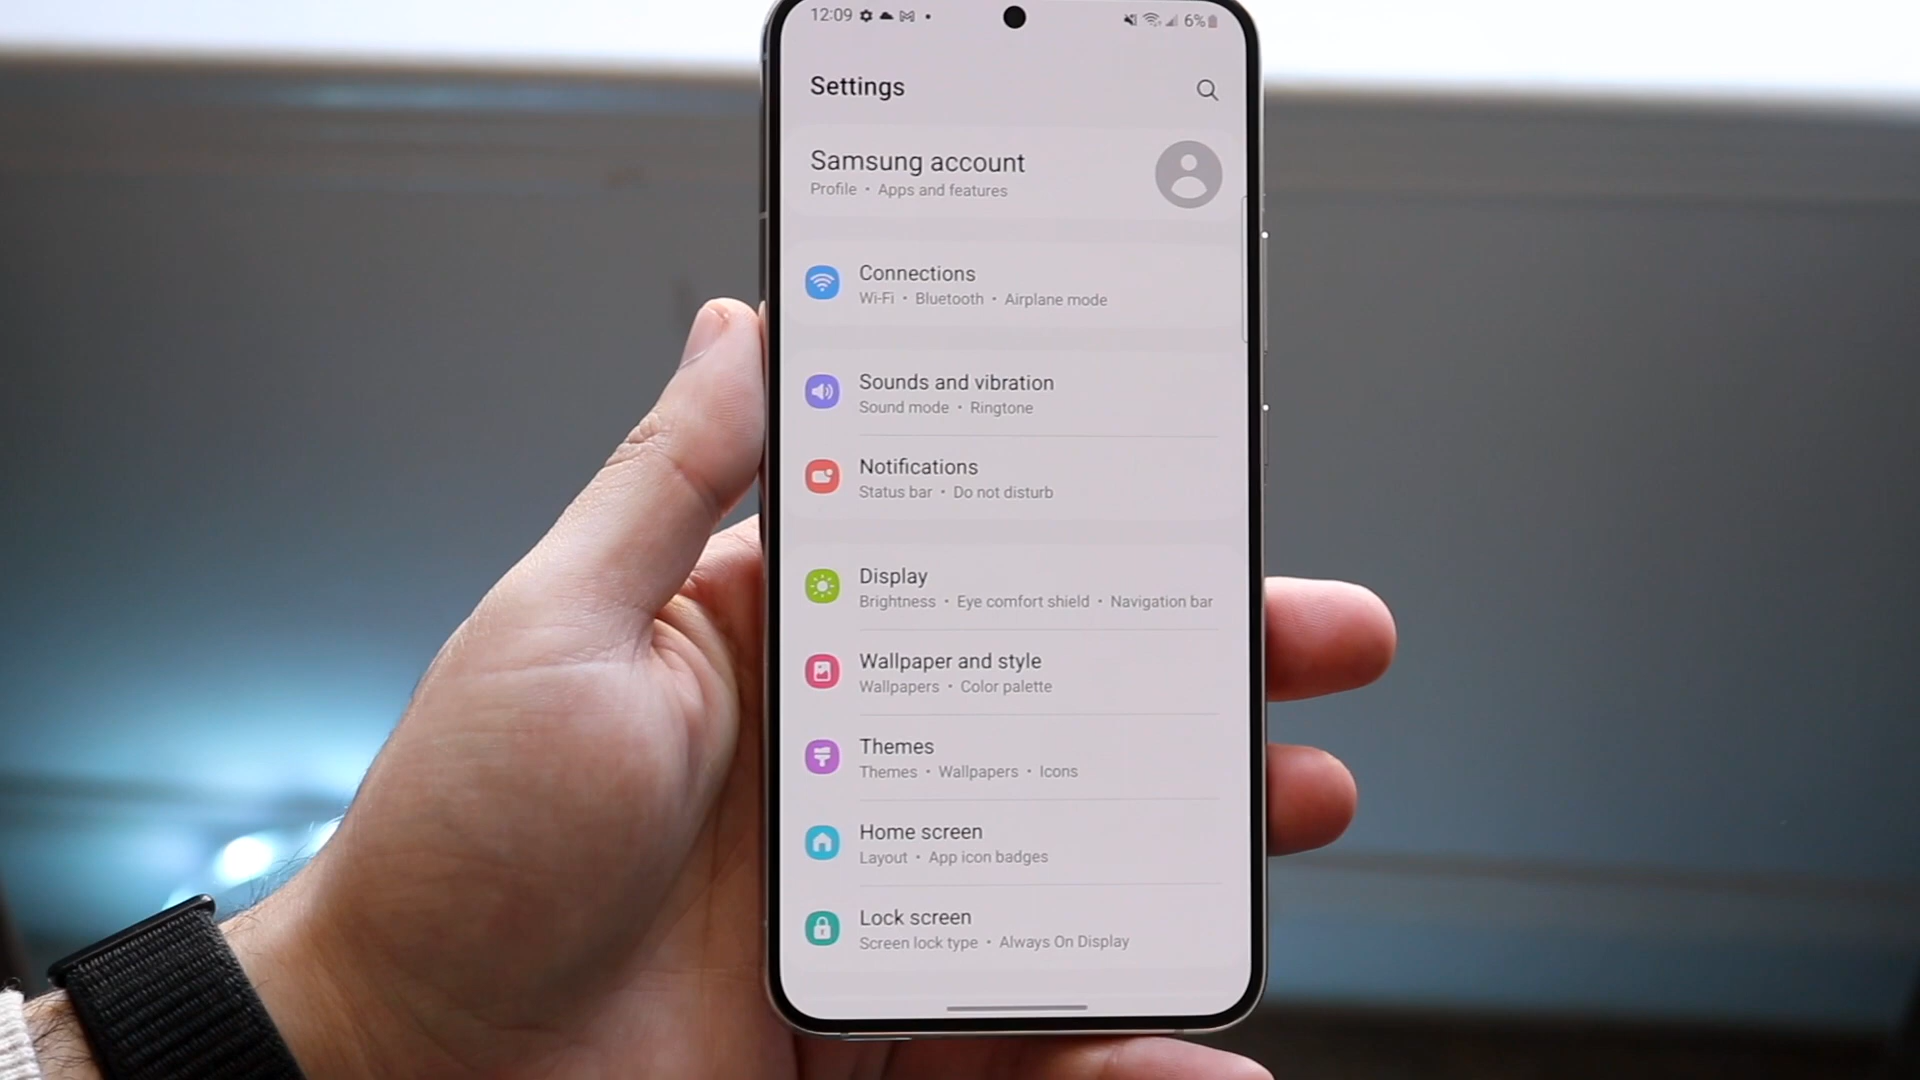 12:09
6%
Settings
Samsung account
Profile • Apps and features
Connections
Wi-Fi • Bluetooth • Airplane mode
Sounds and vibration
Sound mode • Ringtone
Notifications
Status bar • Do not disturb
Display
Brightness • Eye comfort shield • Navigation bar
Wallpaper and style
Wallpapers • Color palette
Themes
Themes • Wallpapers • Icons
Home screen
Layout • App icon badges
Lock screen
Screen lock type • Always On Display